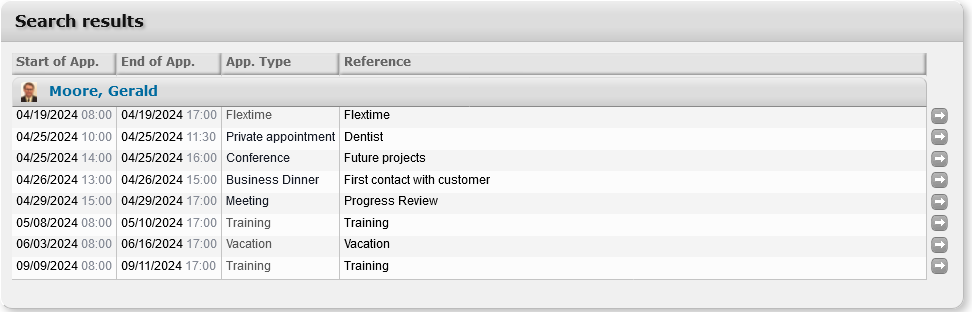 Search results
Start of App. End of App. App. Type Reference
Moore, Gerald
04/19/2024 08:00 04/19/2024 17:00 Flextime Flextime
04/25/2024 10:00 04/25/2024 11:30 Private appointment Dentist
04/25/2024 14:00 04/25/2024 16:00 Conference Future projects
04/26/2024 13:00 04/26/2024 15:00 Business Dinner First contact with customer
04/29/2024 15:00 04/29/2024 17:00 Meeting Progress Review
05/08/2024 08:00 05/10/2024 17:00 Training Training
06/03/2024 08:00 06/16/2024 17:00 Vacation Vacation
09/09/2024 08:00 09/11/2024 17:00 Training Training